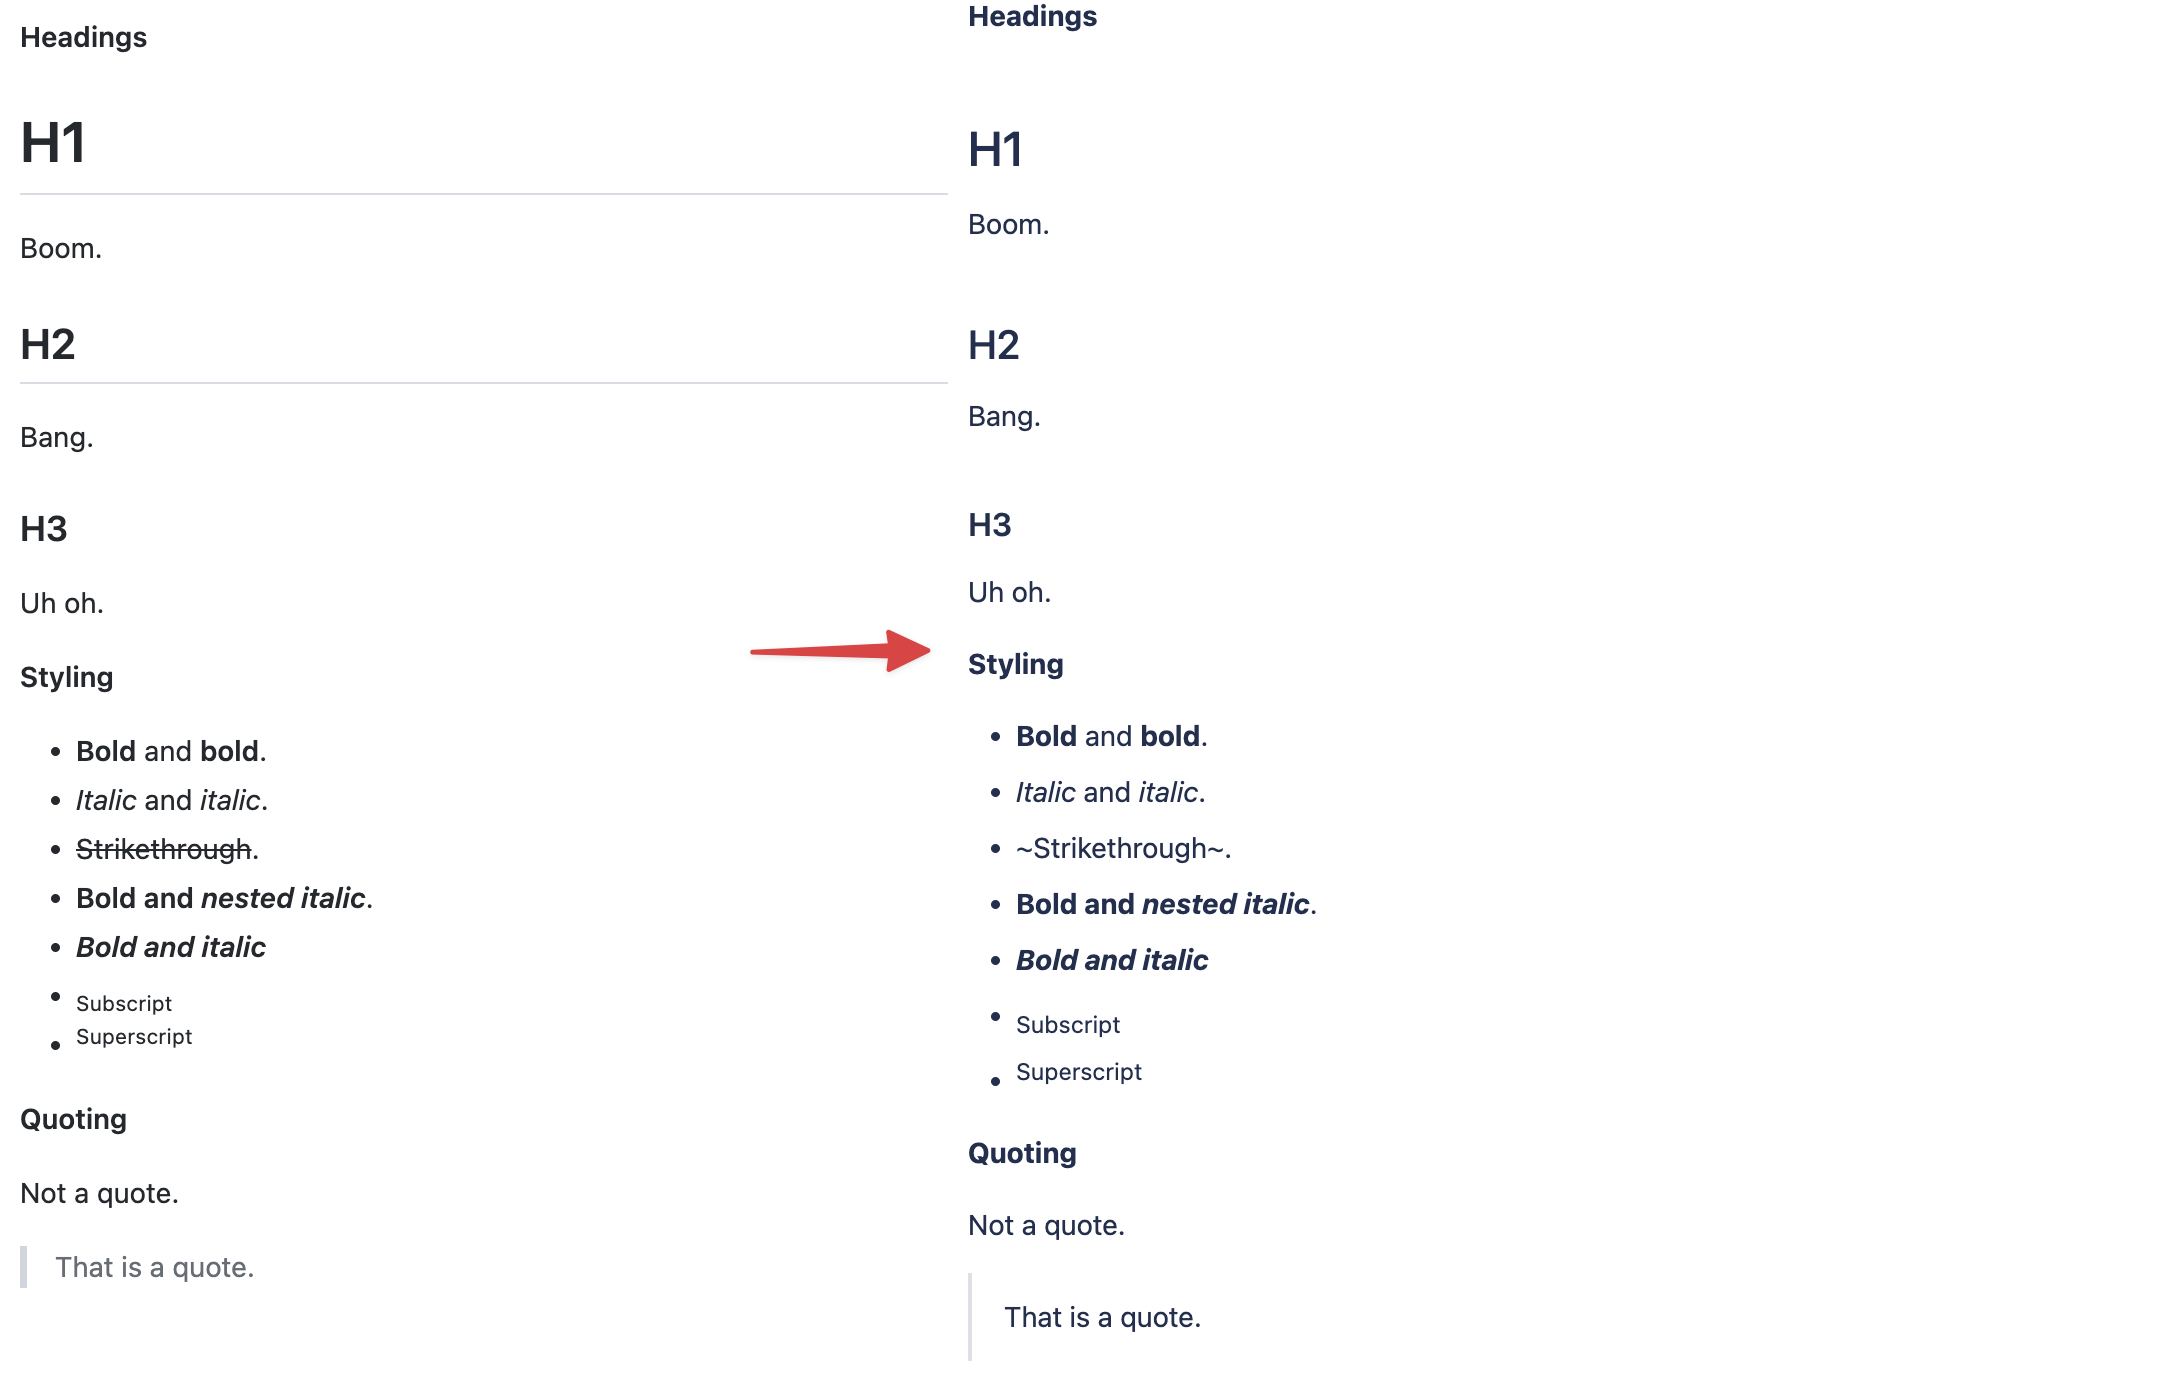 Headings
H1
Boom.
H2
Bang.
H3
Uh oh.
Styling
Bold and bold.
Italic and italic.
Strikethrough.
Bold and nested italic.
Bold and italic
Subscript
Superscript
Quoting
Not a quote.
That is a quote.
Headings
H1
Boom.
H2
Bang.
H3
Uh oh.
Styling
Bold and bold.
Italic and italic.
~Strikethrough~.
Bold and nested italic.
Bold and italic
Subscript
Superscript
Quoting
Not a quote.
That is a quote.